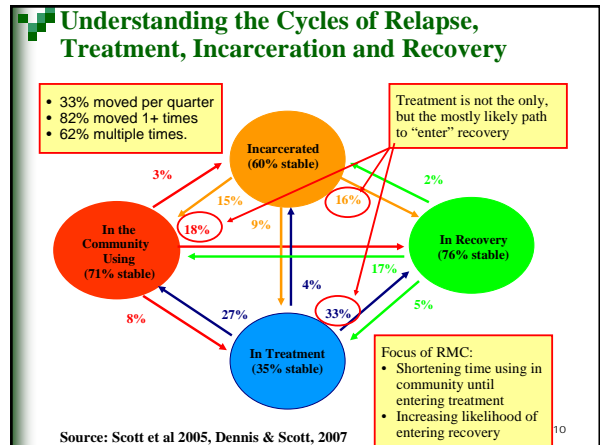 Understanding the Cycles of Relapse,
Treatment, Incarceration and Recovery
• 33% moved per quarter
• 82% moved 1+ times
• 62% multiple times.
Treatment is not the only,
but the mostly likely path
to “enter” recovery
Incarcerated
(60% stable)
3%
2%
15%
16%
9%
18%
In the
Community
Using
(71% stable)
In Recovery
(76% stable)
17%
4%
5%
27%
33%
8%
In Treatment
(35% stable)
Focus of RMC:
• Shortening time using in
community until
entering treatment
• Increasing likelihood of
entering recovery
Source: Scott et al 2005, Dennis & Scott, 2007
10